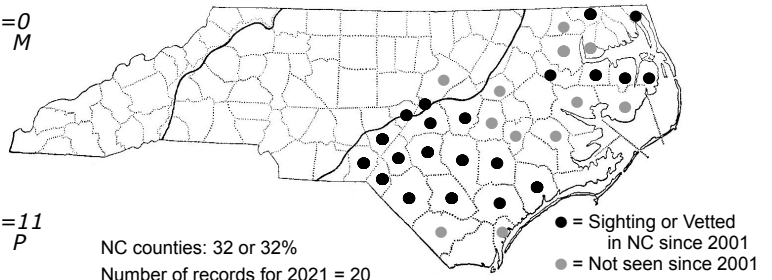 =0
M
=11
P
NC counties: 32 or 32%
Number of records for 2021 = 20
= Sighting or Vetted
in NC since 2001
= Not seen since 2001